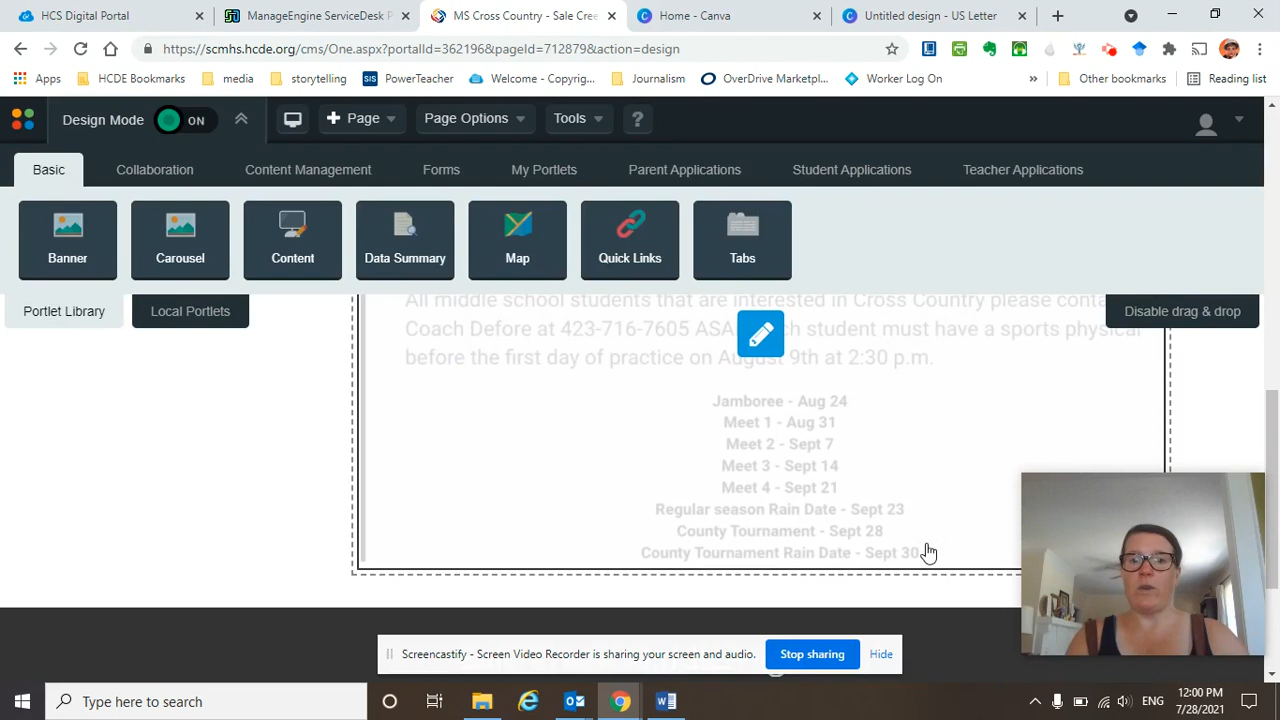 HCS Digital Portal
ManageEngine ServiceDesk P
MS Cross Country - Sale Cree
Home - Canva
Untitled design - US Letter
https://scmhs.hcde.org/cms/One.aspx?portalId=362196&pageId=712879&action=design
Apps
HCDE Bookmarks
media
storytelling
SIS
PowerTeacher
Welcome - Copyrig...
Journalism
OverDrive Marketpl...
Worker Log On
»
Other bookmarks
Reading list
Design Mode
ON
Page
Page Options
Tools
?
Basic
Collaboration
Content Management
Forms
My Portlets
Parent Applications
Student Applications
Teacher Applications
Banner
Carousel
Content
Data Summary
Map
Quick Links
Tabs
Portlet Library
Local Portlets
Disable drag & drop
All middle school students that are interested in Cross Country please conta
Coach Defore at 423-716-7605 ASA ch student must have a sports physical
before the first day of practice on August 9th at 2:30 p.m.
Jamboree - Aug 24
Meet 1 - Aug 31
Meet 2 - Sept 7
Meet 3 - Sept 14
Meet 4 - Sept 21
Regular season Rain Date - Sept 23
County Tournament - Sept 28
County Tournament Rain Date - Sept 30
Screencastify - Screen Video Recorder is sharing your screen and audio.
Stop sharing
Hide
Type here to search
ENG
12:00 PM
7/28/2021